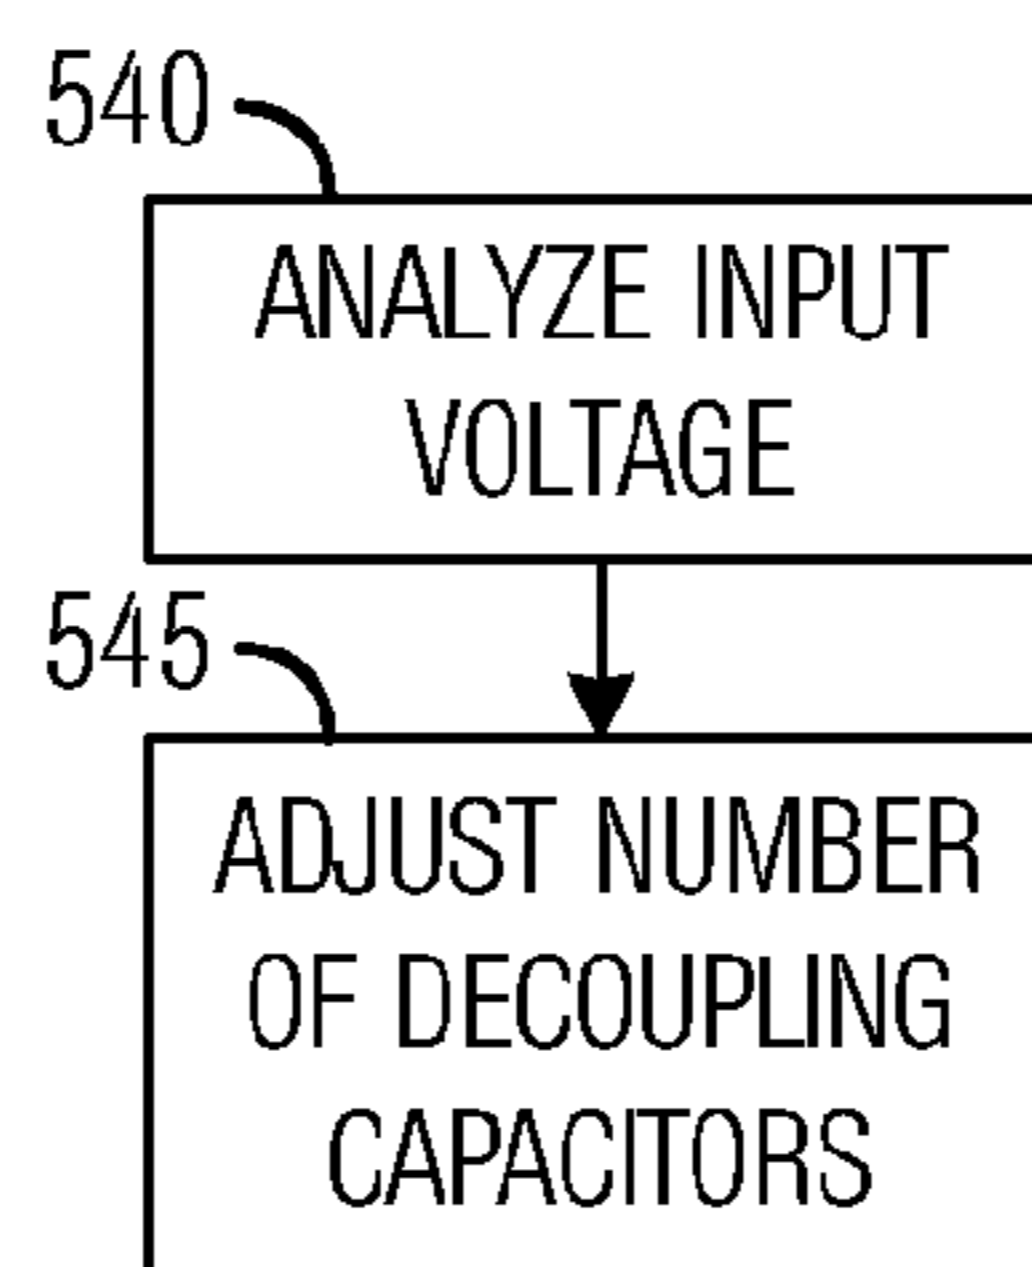 540
ANALYZE INPUT
VOLTAGE
545
ADJUST NUMBER
OF DECOUPLING
CAPACITORS